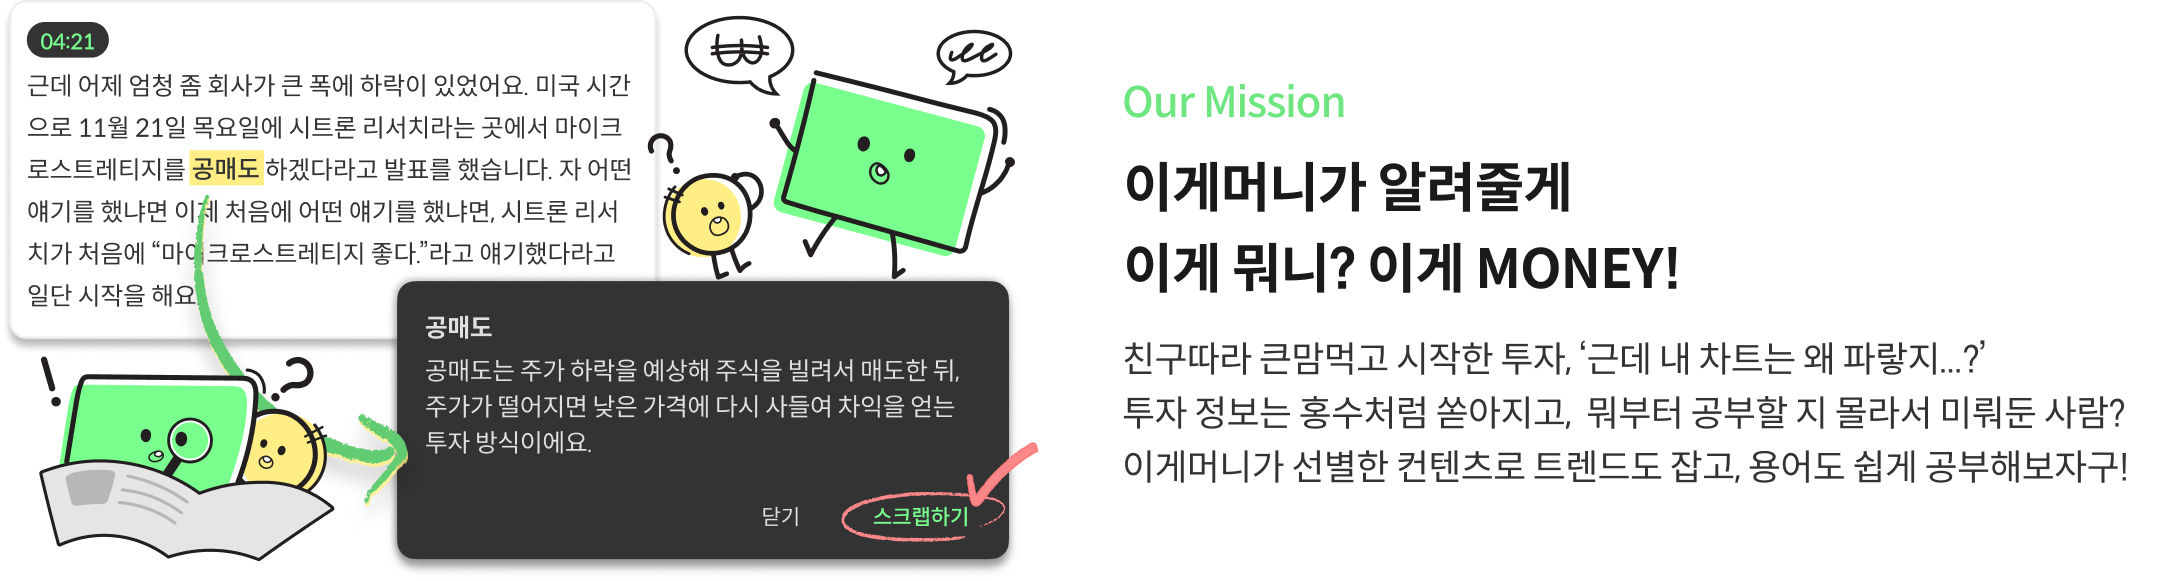 04:21
근데 어제 엄청 좀 회사가 큰 폭에 하락이 있었어요. 미국 시간
으로 11월 21일 목요일에 시트론 리서치라는 곳에서 마이크
로스트레티지를 공매도 하겠다라고 발표를 했습니다. 자 어떤
얘기를 했냐면 이제 처음에 어떤 얘기를 했냐면, 시트론 리서
치가 처음에 “마이크로스트레티지 좋다.”라고 얘기했다라고
일단 시작을 해요.
공매도
공매도는 주가 하락을 예상해 주식을 빌려서 매도한 뒤,
주가가 떨어지면 낮은 가격에 다시 사들여 차익을 얻는
투자 방식이에요.
닫기
스크랩하기
Our Mission
이게머니가 알려줄게
이게 뭐니? 이게 MONEY!
친구따라 큰맘먹고 시작한 투자, ‘근데 내 차트는 왜 파랗지...?’
투자 정보는 홍수처럼 쏟아지고, 뭐부터 공부할 지 몰라서 미뤄둔 사람?
이게머니가 선별한 컨텐츠로 트렌드도 잡고, 용어도 쉽게 공부해보자구!